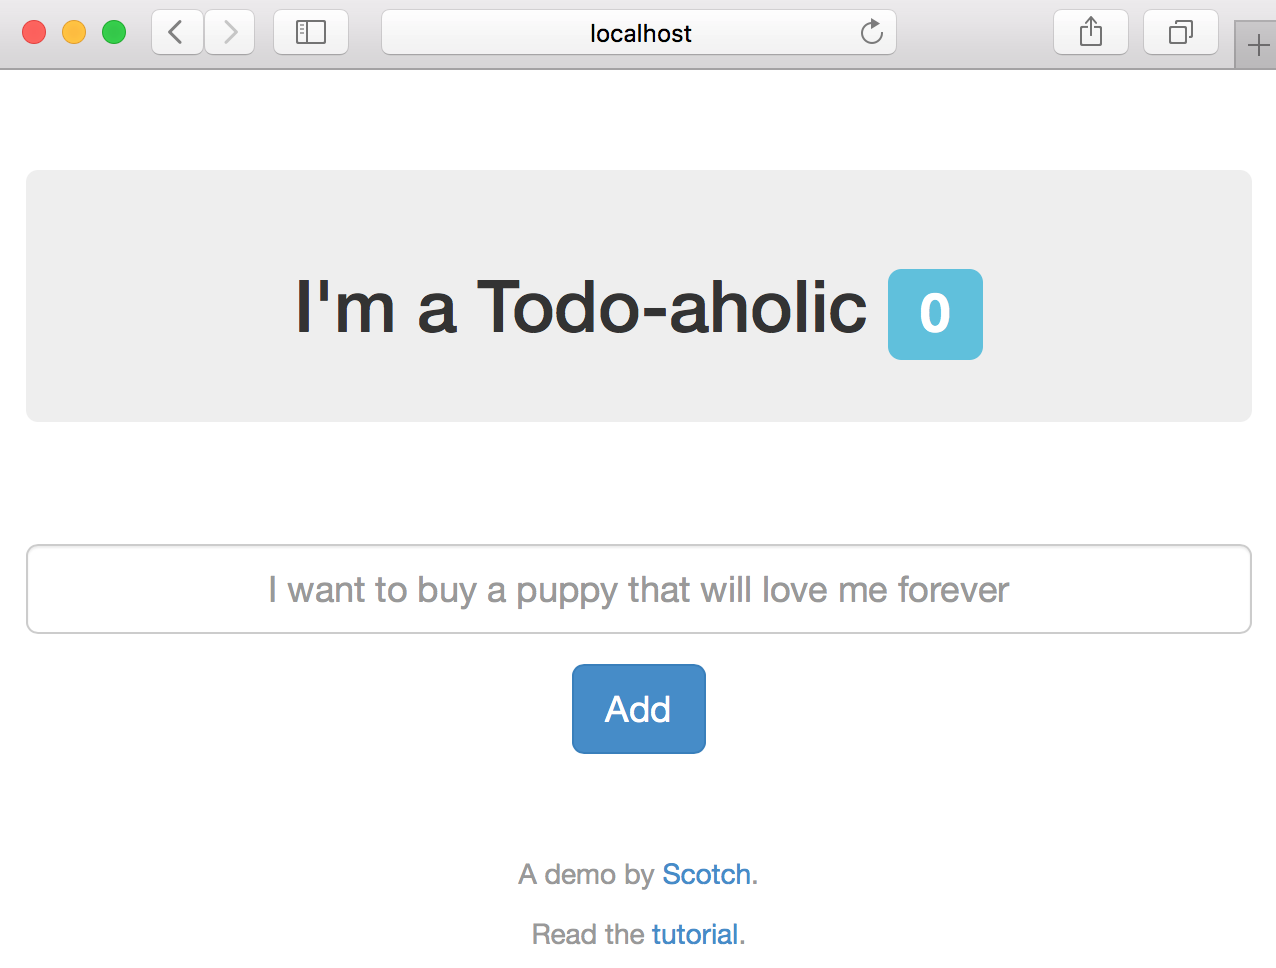 localhost
I'm a Todo-aholic 0
I want to buy a puppy that will love me forever
Add
A demo by Scotch.
Read the tutorial.